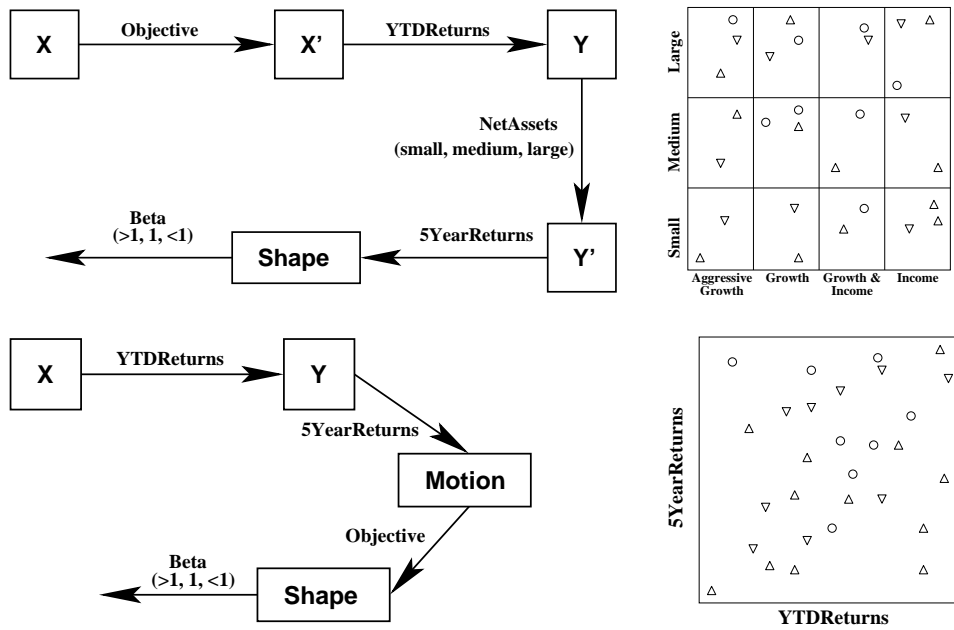 X
Objective
X'
YTDReturns
Y
NetAssets
(small, medium, large)
Y'
5YearReturns
Shape
Beta
(>1, 1, <1)
Large
Medium
Small
Aggressive
Growth
Growth
Growth &
Income
Income
X
YTDReturns
Y
5YearReturns
Motion
Objective
Shape
Beta
(>1, 1, <1)
5YearReturns
YTDReturns